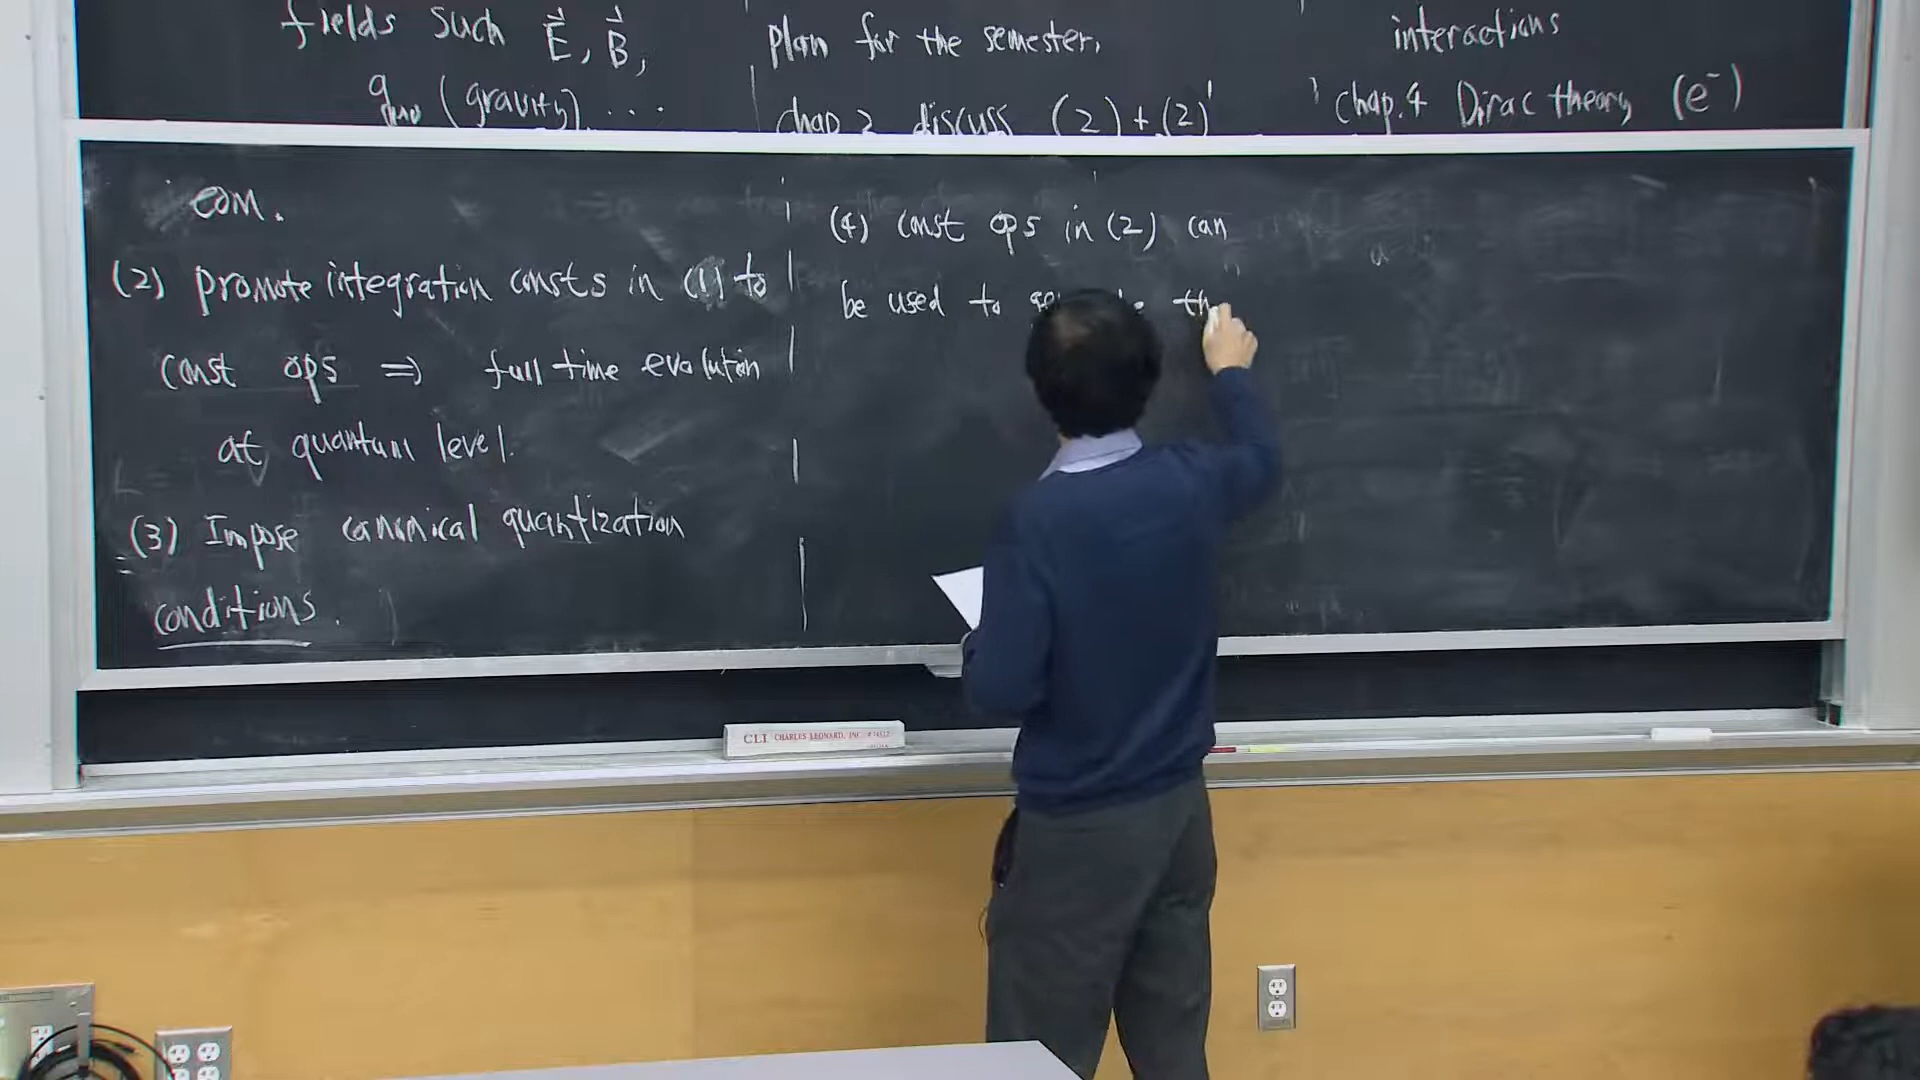 fields such E, B,
gμν (gravity) ...
plan for the semester,
chap 2 discuss (2) + (2)'
interactions
chap. 4 Dirac theory (e⁻)
eom.
(2) promote integration consts in (1) to
const ops ⇒ full time evolution
at quantum level.
(3) Impose canonical quantization
conditions.
(4) const ops in (2) can
be used to
CLI CHARLES LEONARD, INC.